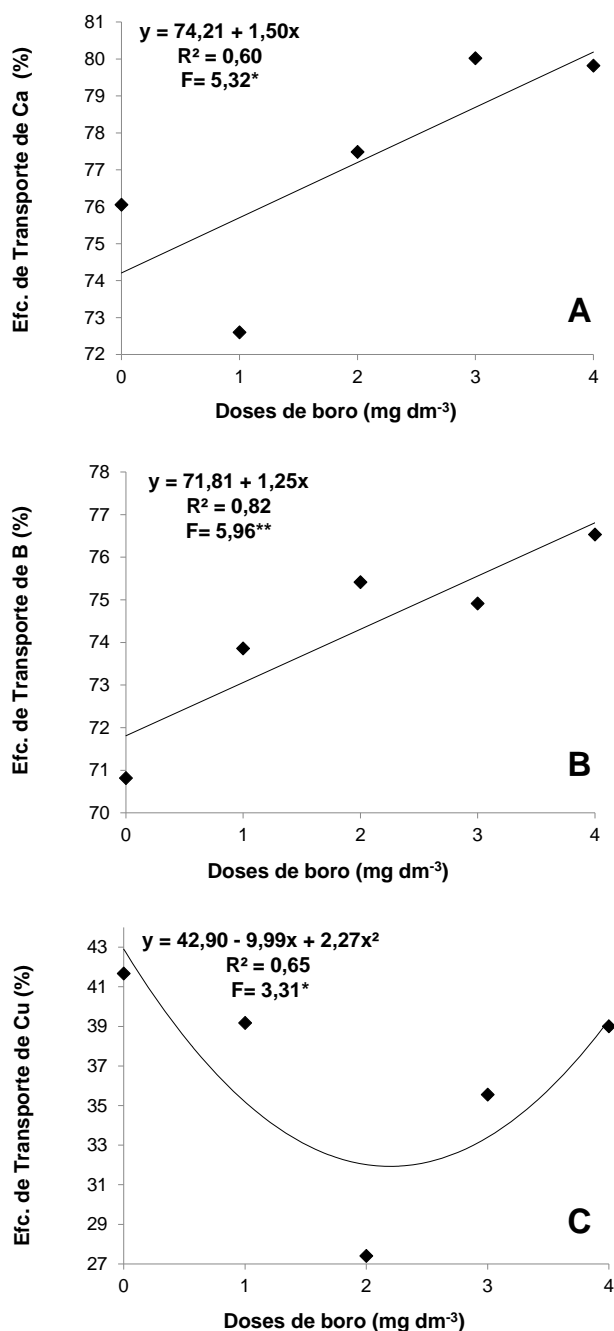 y = 74,21 + 1,50x
R² = 0,60
F= 5,32*
Efc. de Transporte de Ca (%)
81
80
79
78
77
76
75
74
73
72
0 1 2 3 4
A
Doses de boro (mg dm⁻³)
y = 71,81 + 1,25x
R² = 0,82
F= 5,96**
Efc. de Transporte de B (%)
78
77
76
75
74
73
72
71
70
0 1 2 3 4
B
Doses de boro (mg dm⁻³)
y = 42,90 - 9,99x + 2,27x²
R² = 0,65
F= 3,31*
Efc. de Transporte de Cu (%)
43
41
39
37
35
33
31
29
27
0 1 2 3 4
C
Doses de boro (mg dm⁻³)